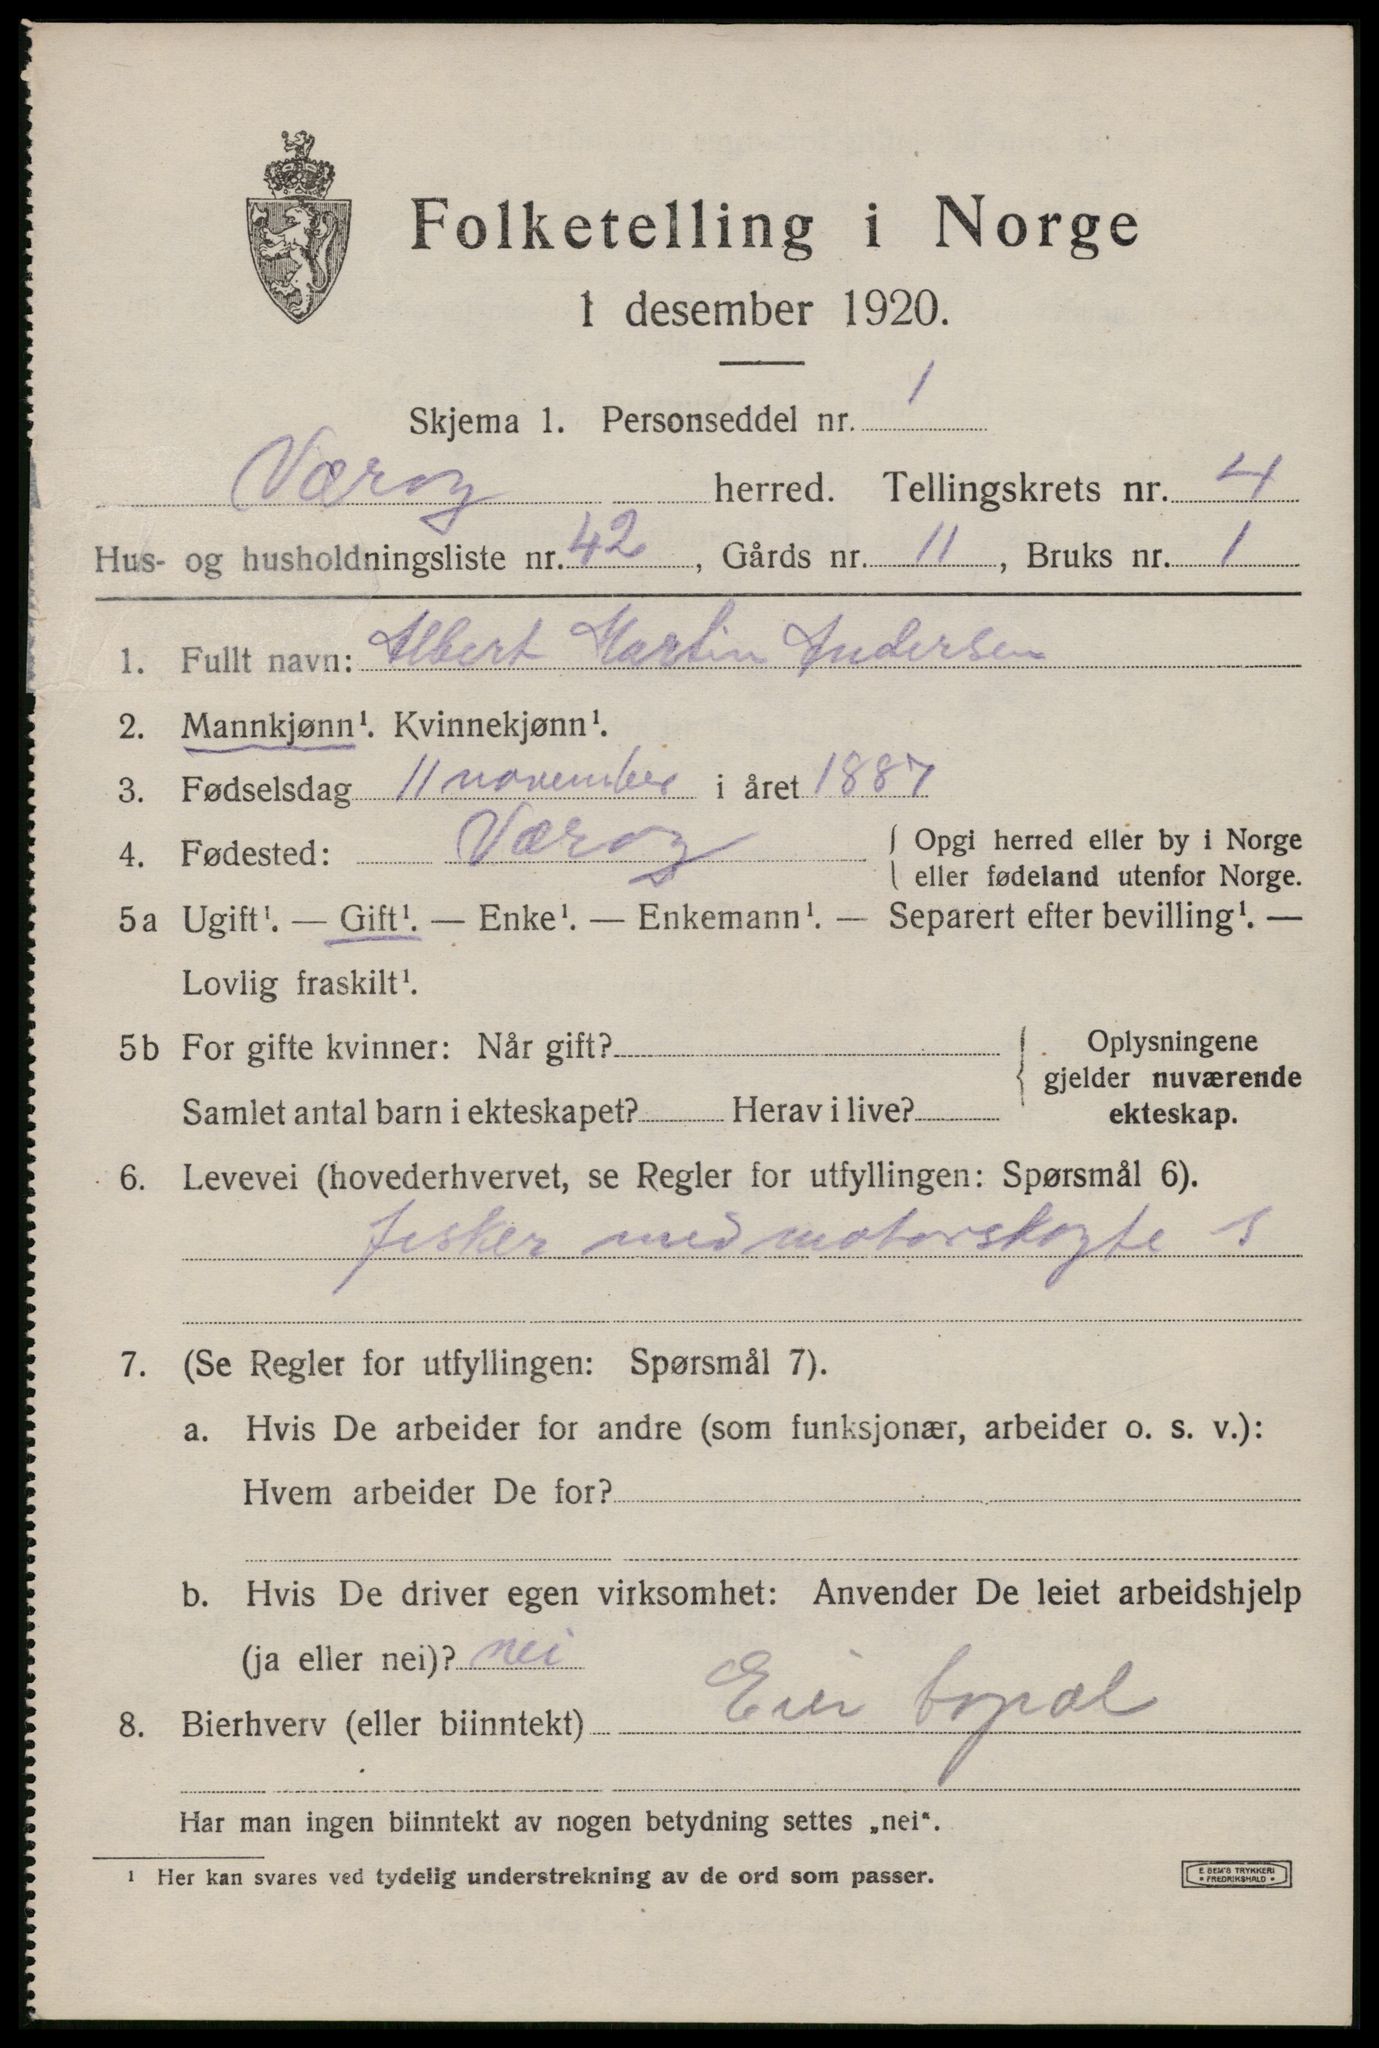 Folketelling i Norge
1 desember 1920.
Skjema 1. Personseddel nr. 1
Værøy herred. Tellingskrets nr. 4
Hus- og husholdningsliste nr. 42, Gårds nr. 11, Bruks nr. 1
1. Fullt navn: Albert Martin Andersen
2. Mannkjønn¹. Kvinnekjønn¹.
3. Fødselsdag 11 november i året 1887
4. Fødested: Værøy { Opgi herred eller by i Norge
eller fødeland utenfor Norge.
5a Ugift¹. — Gift¹. — Enke¹. — Enkemann¹. — Separert efter bevilling¹. —
Lovlig fraskilt¹.
5b For gifte kvinner: Når gift? { Oplysningene
gjelder nuværende
Samlet antal barn i ekteskapet? Herav i live? ekteskap.
6. Levevei (hovederhvervet, se Regler for utfyllingen: Spørsmål 6).
fisker med motorskøyte s
7. (Se Regler for utfyllingen: Spørsmål 7).
a. Hvis De arbeider for andre (som funksjonær, arbeider o. s. v.):
Hvem arbeider De for?
b. Hvis De driver egen virksomhet: Anvender De leiet arbeidshjelp
(ja eller nei)? nei
8. Bierhverv (eller biinntekt) Eier
Har man ingen biinntekt av nogen betydning settes „nei".
¹ Her kan svares ved tydelig understrekning av de ord som passer.
E SEM'S TRYKKERI
• FREDRIKSHALD •